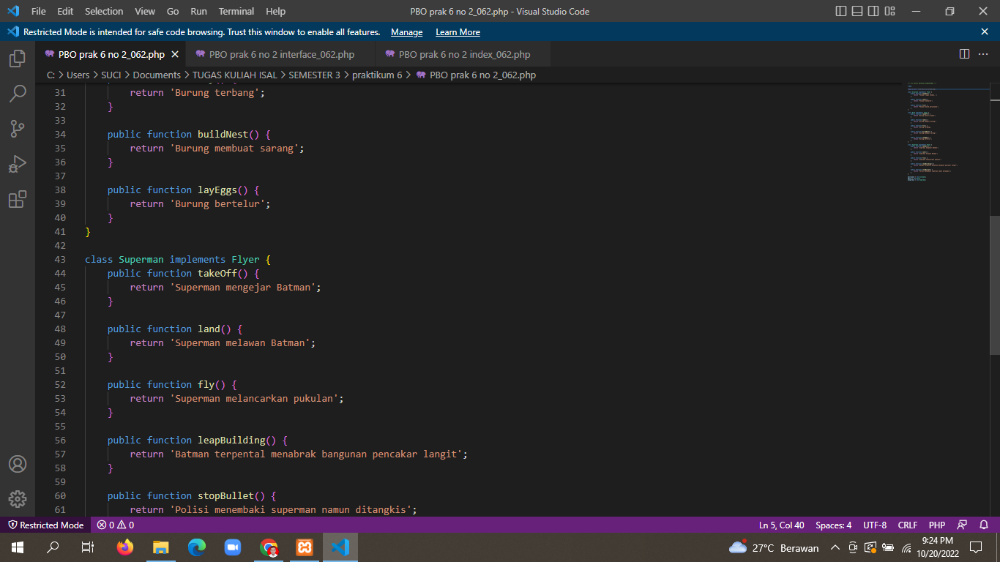 File Edit Selection View Go Run Terminal Help PBO prak 6 no 2_062.php - Visual Studio Code
Restricted Mode is intended for safe code browsing. Trust this window to enable all features. Manage Learn More
PBO prak 6 no 2_062.php PBO prak 6 no 2 interface_062.php PBO prak 6 no 2 index_062.php
C: > Users > SUCI > Documents > TUGAS KULIAH ISAL > SEMESTER 3 > praktikum 6 > PBO prak 6 no 2_062.php
31 return 'Burung terbang';
32 }
33
34 public function buildNest() {
35 return 'Burung membuat sarang';
36 }
37
38 public function layEggs() {
39 return 'Burung bertelur';
40 }
41 }
42
43 class Superman implements Flyer {
44 public function takeOff() {
45 return 'Superman mengejar Batman';
46 }
47
48 public function land() {
49 return 'Superman melawan Batman';
50 }
51
52 public function fly() {
53 return 'Superman melancarkan pukulan';
54 }
55
56 public function leapBuilding() {
57 return 'Batman terpental menabrak bangunan pencakar langit';
58 }
59
60 public function stopBullet() {
61 return 'Polisi menembaki superman namun ditangkis';
Restricted Mode 0 0 Ln 5, Col 40 Spaces: 4 UTF-8 CRLF PHP
27°C Berawan 9:24 PM
10/20/2022